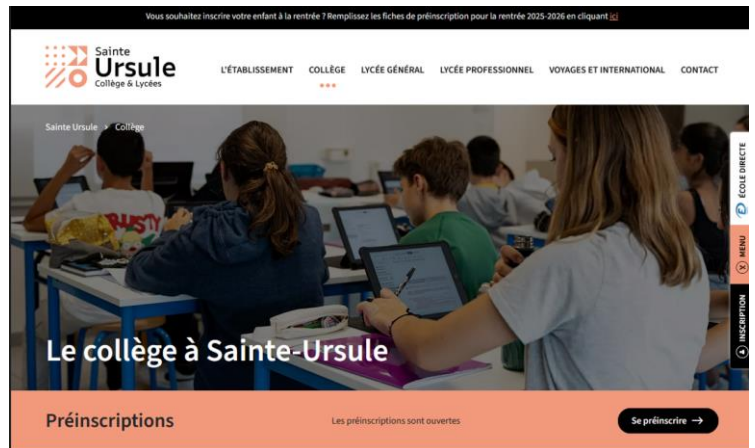 Vous souhaitez inscrire votre enfant à la rentrée ? Remplissez les fiches de préinscription pour la rentrée 2025-2026 en cliquant ici
Sainte
Ursule
Collège & Lycées
L'ÉTABLISSEMENT COLLÈGE LYCÉE GÉNÉRAL LYCÉE PROFESSIONNEL VOYAGES ET INTERNATIONAL CONTACT
Sainte Ursule > Collège
ÉCOLE DIRECTE
MENU
INSCRIPTION
Le collège à Sainte-Ursule
Préinscriptions
Les préinscriptions sont ouvertes
Se préinscrire →